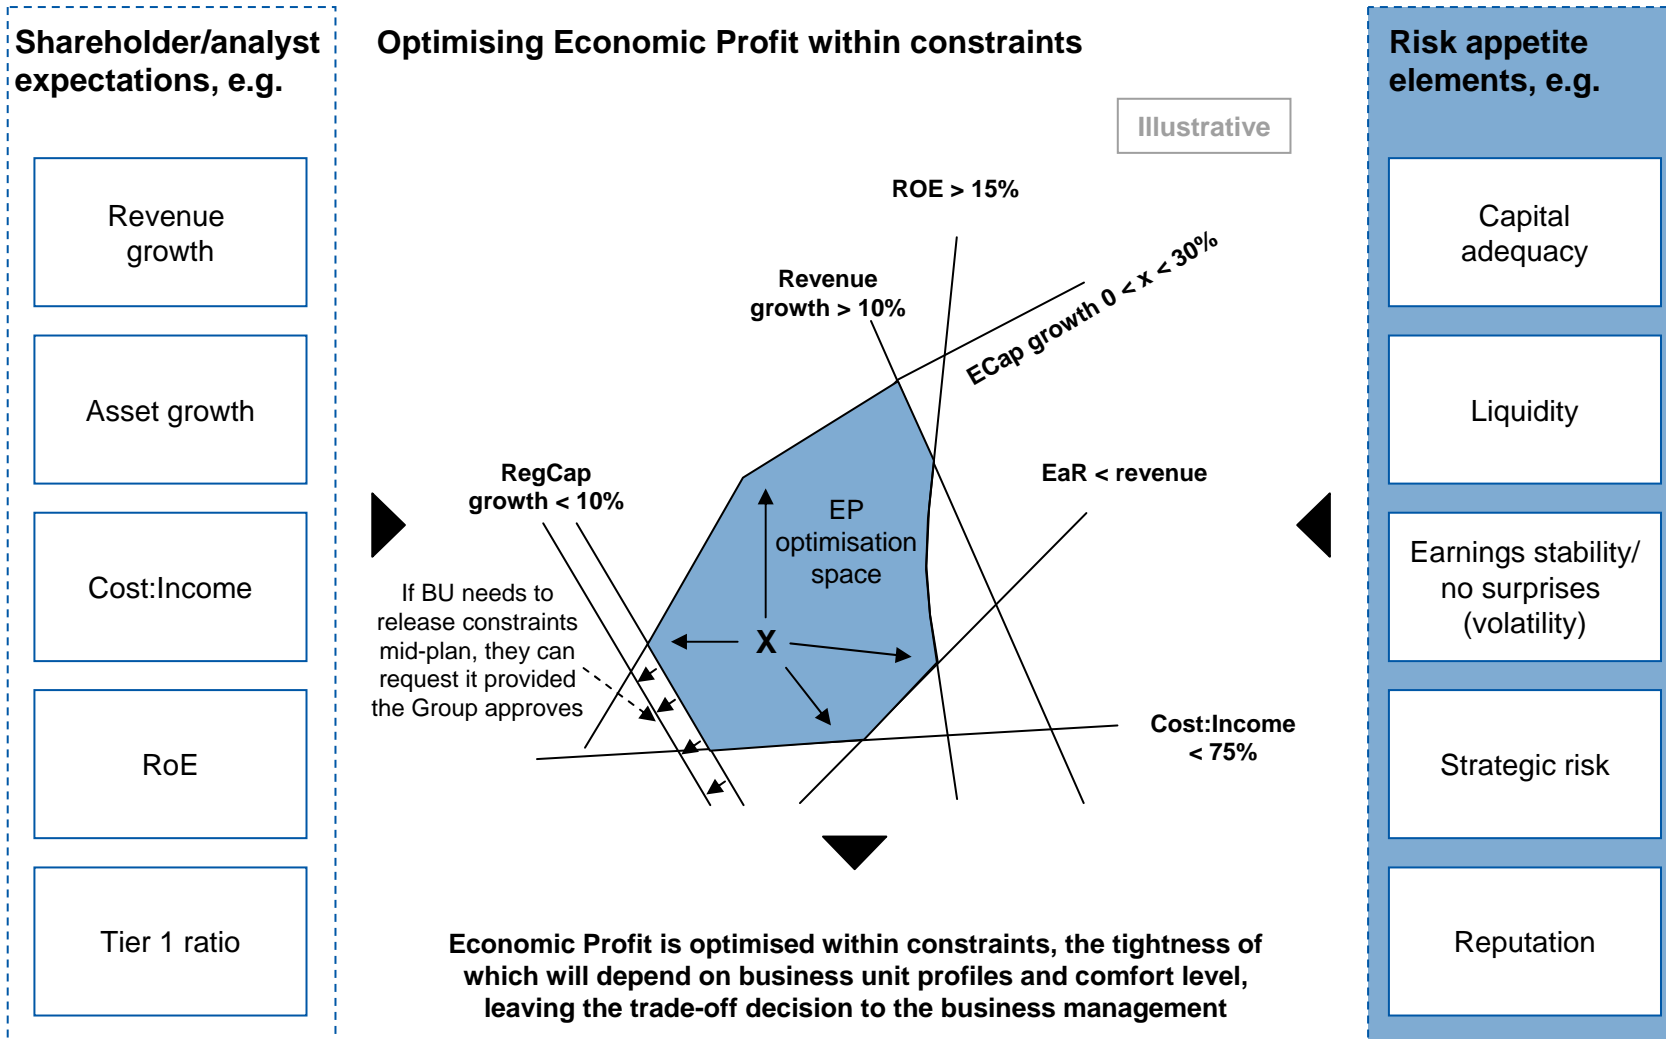 Shareholder/analyst
expectations, e.g.
Revenue
growth
Asset growth
Cost:Income
RoE
Tier 1 ratio
Optimising Economic Profit within constraints
Illustrative
ROE > 15%
Revenue
growth > 10%
ECap growth 0 < x < 30%
RegCap
growth < 10%
EaR < revenue
EP
optimisation
space
If BU needs to
release constraints
mid-plan, they can
request it provided
the Group approves
X
Cost:Income
< 75%
Economic Profit is optimised within constraints, the tightness of
which will depend on business unit profiles and comfort level,
leaving the trade-off decision to the business management
Risk appetite
elements, e.g.
Capital
adequacy
Liquidity
Earnings stability/
no surprises
(volatility)
Strategic risk
Reputation